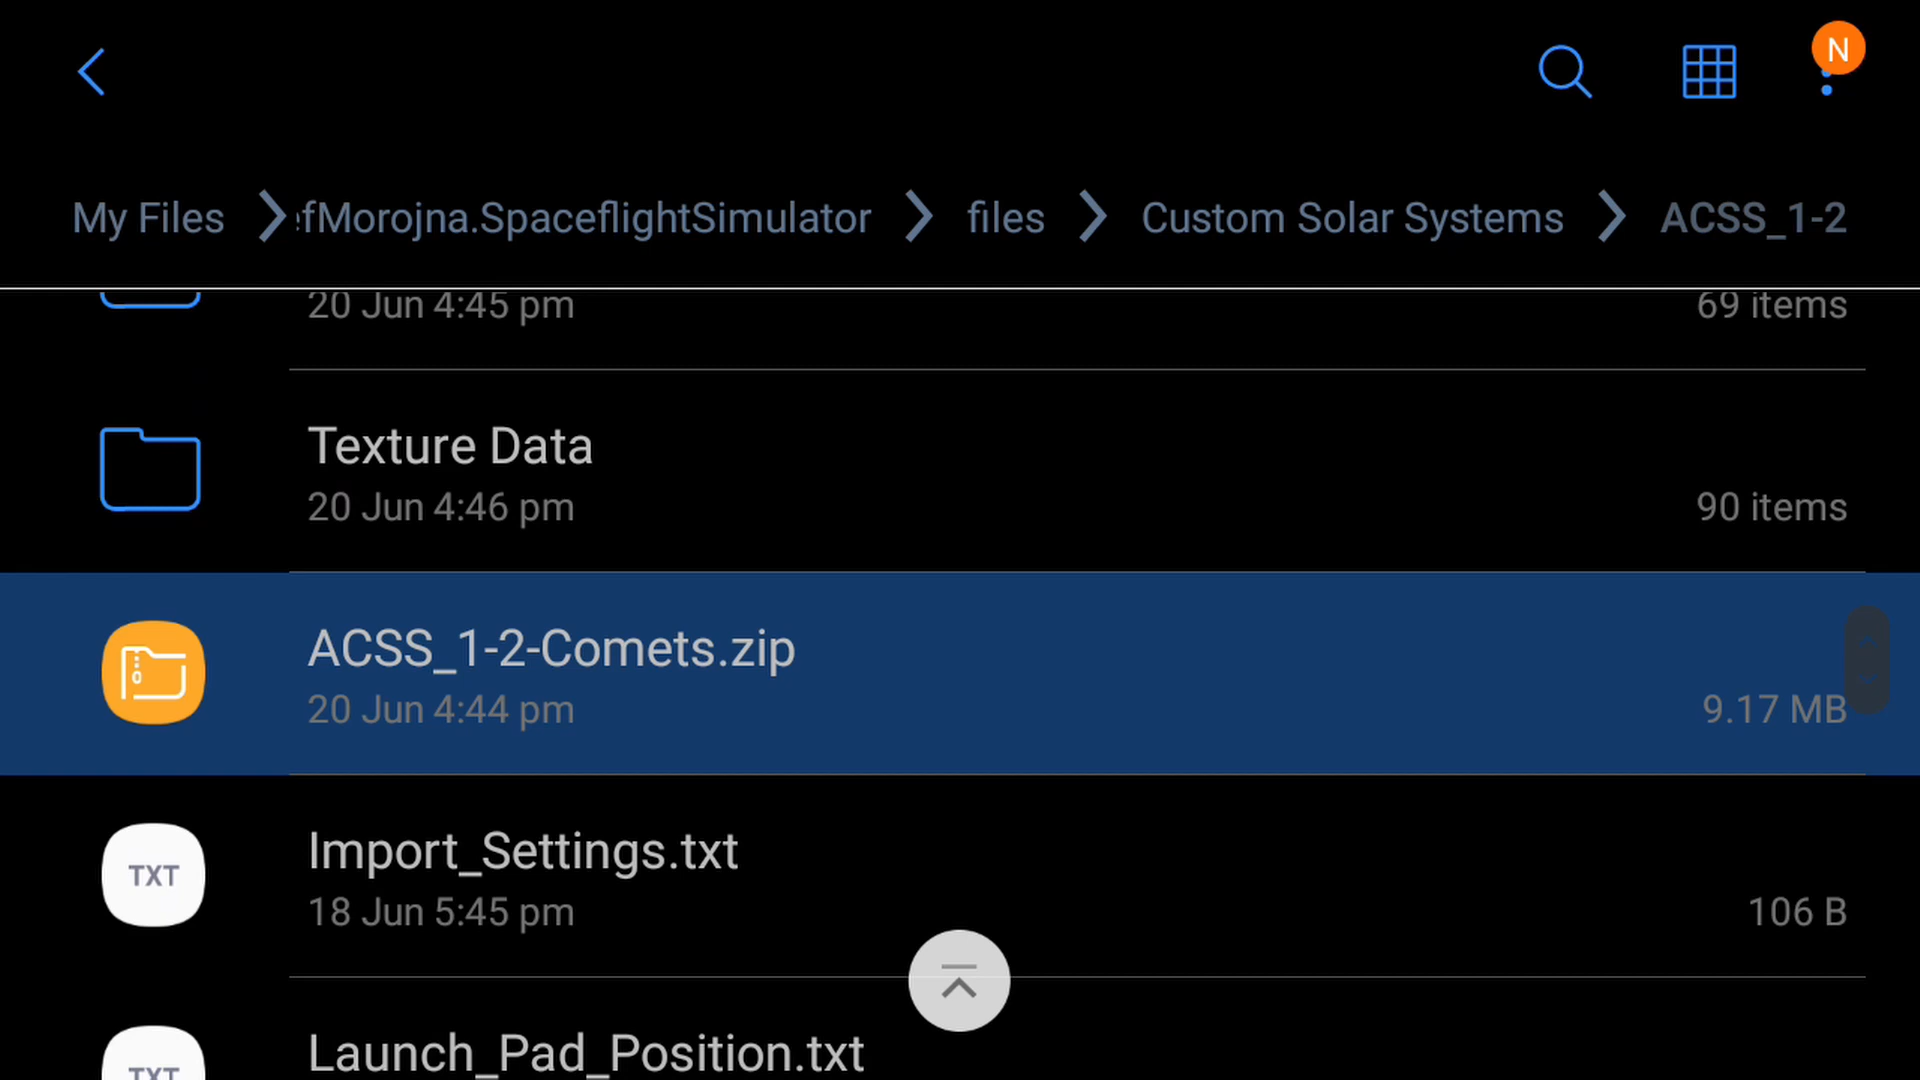 N
My Files fMorojna.SpaceflightSimulator files Custom Solar Systems ACSS_1-2
20 Jun 4:45 pm 69 items
Texture Data
20 Jun 4:46 pm 90 items
ACSS_1-2-Comets.zip
20 Jun 4:44 pm 9.17 MB
TXT Import_Settings.txt
18 Jun 5:45 pm 106 B
TXT Launch_Pad_Position.txt